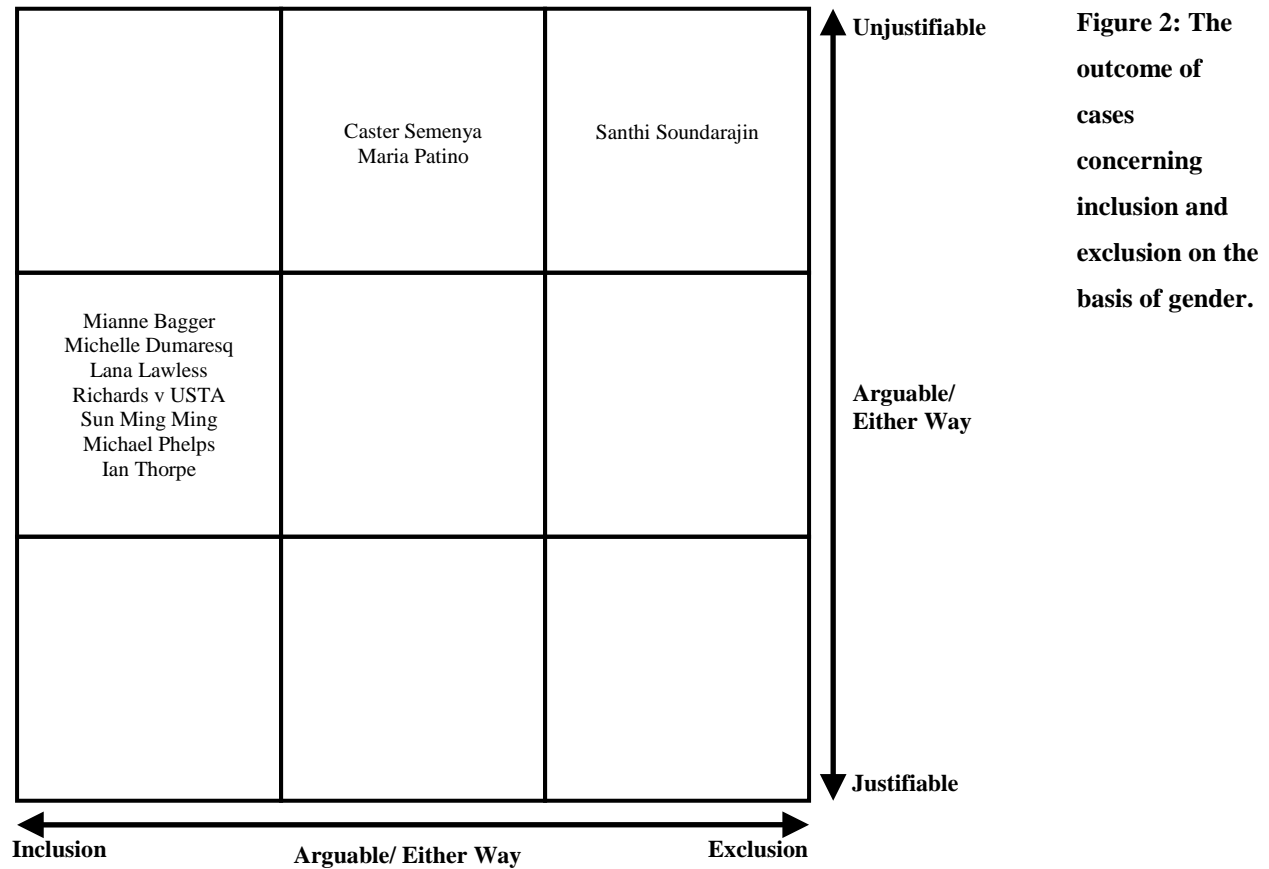 Unjustifiable
Figure 2: The
outcome of
cases
concerning
inclusion and
exclusion on the
basis of gender.
Caster Semenya
Maria Patino
Santhi Soundarajin
Mianne Bagger
Michelle Dumaresq
Lana Lawless
Richards v USTA
Sun Ming Ming
Michael Phelps
Ian Thorpe
Arguable/
Either Way
Justifiable
Inclusion
Arguable/ Either Way
Exclusion